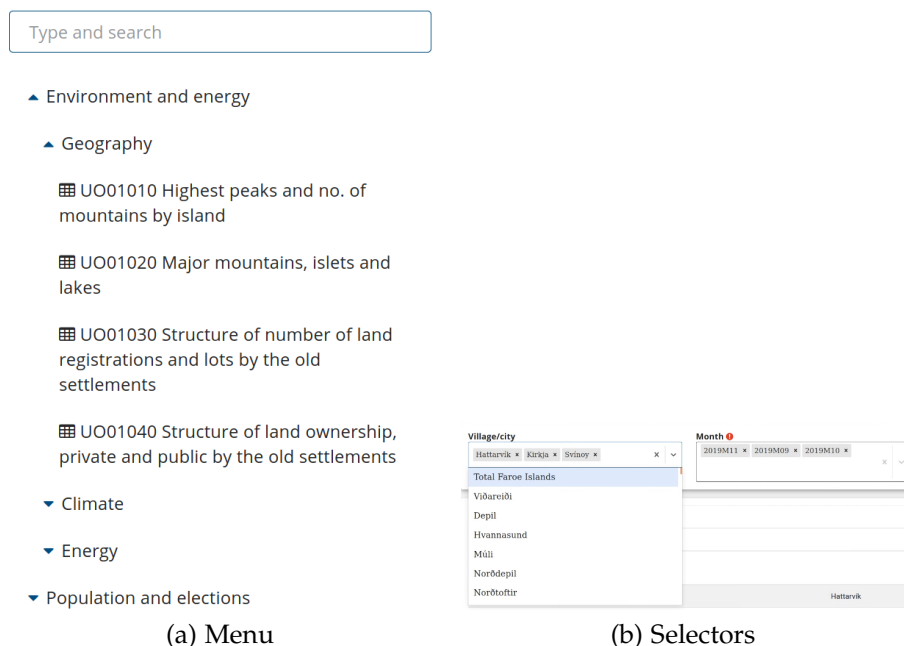 Type and search
Environment and energy
Geography
UO01010 Highest peaks and no. of
mountains by island
UO01020 Major mountains, islets and
lakes
UO01030 Structure of number of land
registrations and lots by the old
settlements
UO01040 Structure of land ownership,
private and public by the old settlements
Climate
Energy
Population and elections
(a) Menu
Village/city
Hattarvík × Kirkja × Svínoy ×
Total Faroe Islands
Viðareiði
Depil
Hvannasund
Múli
Norðdepil
Norðtoftir
Month
2019M11 × 2019M09 × 2019M10 ×
Hattarvík
(b) Selectors